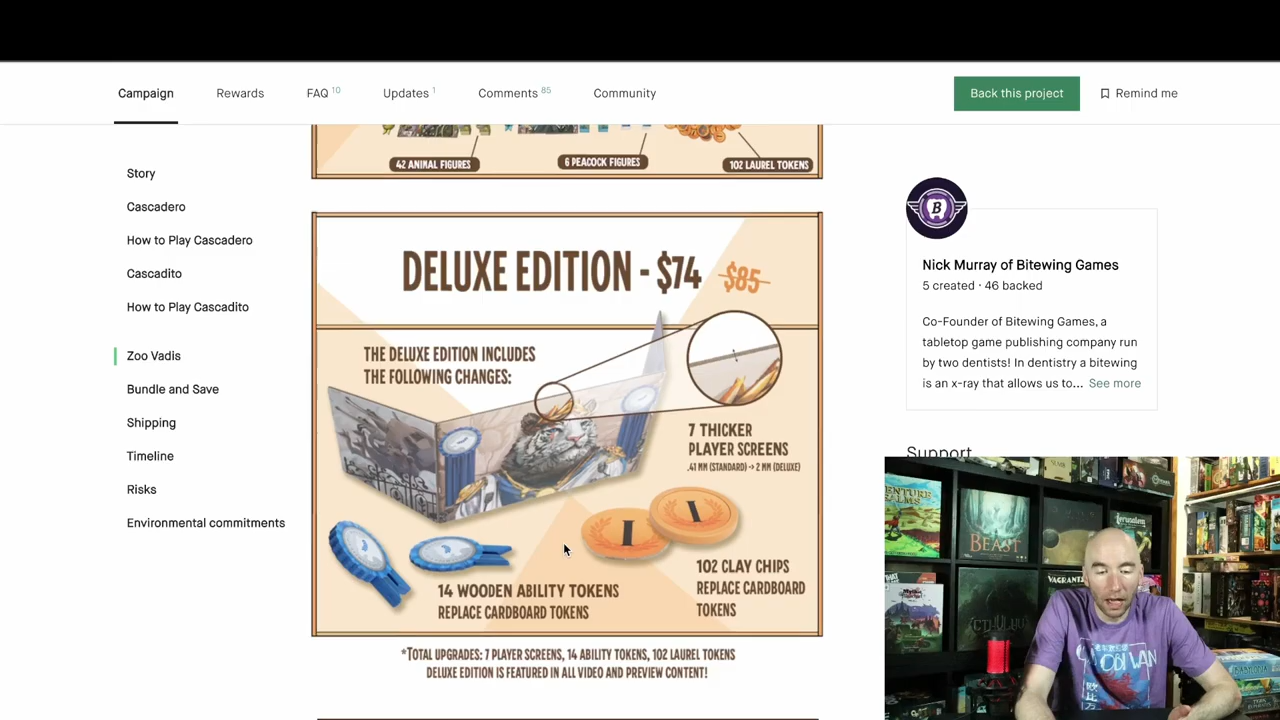 Campaign
Rewards
FAQ 10
Updates 1
Comments 85
Community
Back this project
Remind me
Story
Cascadero
How to Play Cascadero
Cascadito
How to Play Cascadito
Zoo Vadis
Bundle and Save
Shipping
Timeline
Risks
Environmental commitments
42 ANIMAL FIGURES
6 PEACOCK FIGURES
102 LAUREL TOKENS
DELUXE EDITION - $74 $85
THE DELUXE EDITION INCLUDES
THE FOLLOWING CHANGES:
7 THICKER
PLAYER SCREENS
.41 MM (STANDARD) -> 2 MM (DELUXE)
I
I
14 WOODEN ABILITY TOKENS
REPLACE CARDBOARD TOKENS
102 CLAY CHIPS
REPLACE CARDBOARD
TOKENS
*TOTAL UPGRADES: 7 PLAYER SCREENS, 14 ABILITY TOKENS, 102 LAUREL TOKENS
DELUXE EDITION IS FEATURED IN ALL VIDEO AND PREVIEW CONTENT!
B
Nick Murray of Bitewing Games
5 created · 46 backed
Co-Founder of Bitewing Games, a
tabletop game publishing company run
by two dentists! In dentistry a bitewing
is an x-ray that allows us to... See more
Support
BEAST
CTHULHU